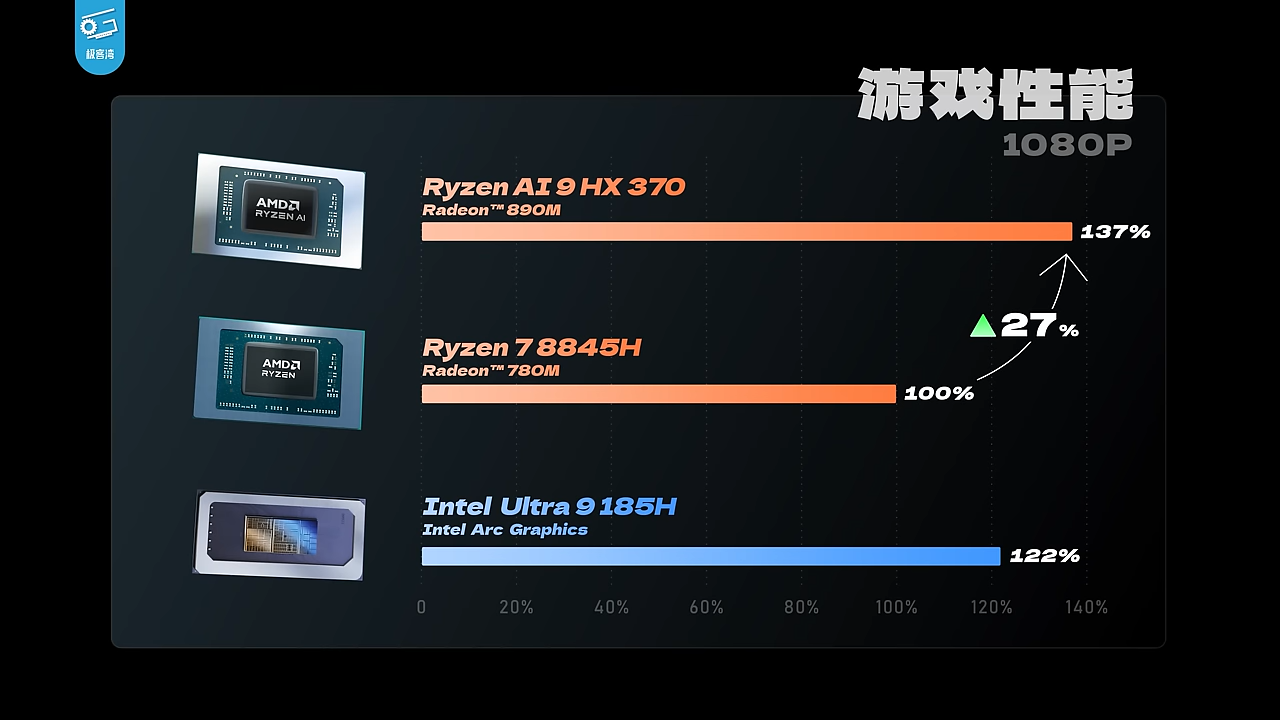 极客湾
游戏性能
1080P
AMD
RYZEN AI
Ryzen AI 9 HX 370
Radeon™ 890M
137%
27%
AMD
RYZEN
Ryzen 7 8845H
Radeon™ 780M
100%
Intel Ultra 9 185H
Intel Arc Graphics
122%
0 20% 40% 60% 80% 100% 120% 140%